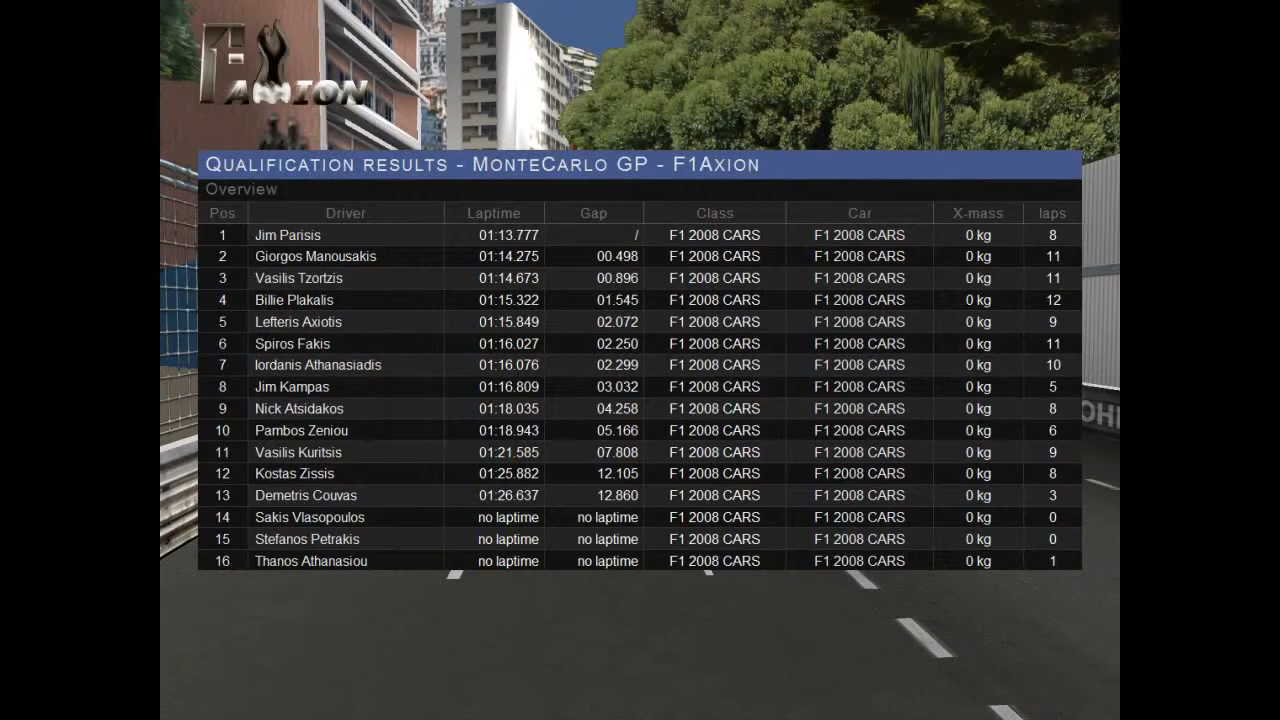 F1 AXION
QUALIFICATION RESULTS - MONTECARLO GP - F1AXION
Overview
Pos Driver Laptime Gap Class Car X-mass laps
1 Jim Parisis 01:13.777 / F1 2008 CARS F1 2008 CARS 0 kg 8
2 Giorgos Manousakis 01:14.275 00.498 F1 2008 CARS F1 2008 CARS 0 kg 11
3 Vasilis Tzortzis 01:14.673 00.896 F1 2008 CARS F1 2008 CARS 0 kg 11
4 Billie Plakalis 01:15.322 01.545 F1 2008 CARS F1 2008 CARS 0 kg 12
5 Lefteris Axiotis 01:15.849 02.072 F1 2008 CARS F1 2008 CARS 0 kg 9
6 Spiros Fakis 01:16.027 02.250 F1 2008 CARS F1 2008 CARS 0 kg 11
7 Iordanis Athanasiadis 01:16.076 02.299 F1 2008 CARS F1 2008 CARS 0 kg 10
8 Jim Kampas 01:16.809 03.032 F1 2008 CARS F1 2008 CARS 0 kg 5
9 Nick Atsidakos 01:18.035 04.258 F1 2008 CARS F1 2008 CARS 0 kg 8
10 Pambos Zeniou 01:18.943 05.166 F1 2008 CARS F1 2008 CARS 0 kg 6
11 Vasilis Kuritsis 01:21.585 07.808 F1 2008 CARS F1 2008 CARS 0 kg 9
12 Kostas Zissis 01:25.882 12.105 F1 2008 CARS F1 2008 CARS 0 kg 8
13 Demetris Couvas 01:26.637 12.860 F1 2008 CARS F1 2008 CARS 0 kg 3
14 Sakis Vlasopoulos no laptime no laptime F1 2008 CARS F1 2008 CARS 0 kg 0
15 Stefanos Petrakis no laptime no laptime F1 2008 CARS F1 2008 CARS 0 kg 0
16 Thanos Athanasiou no laptime no laptime F1 2008 CARS F1 2008 CARS 0 kg 1